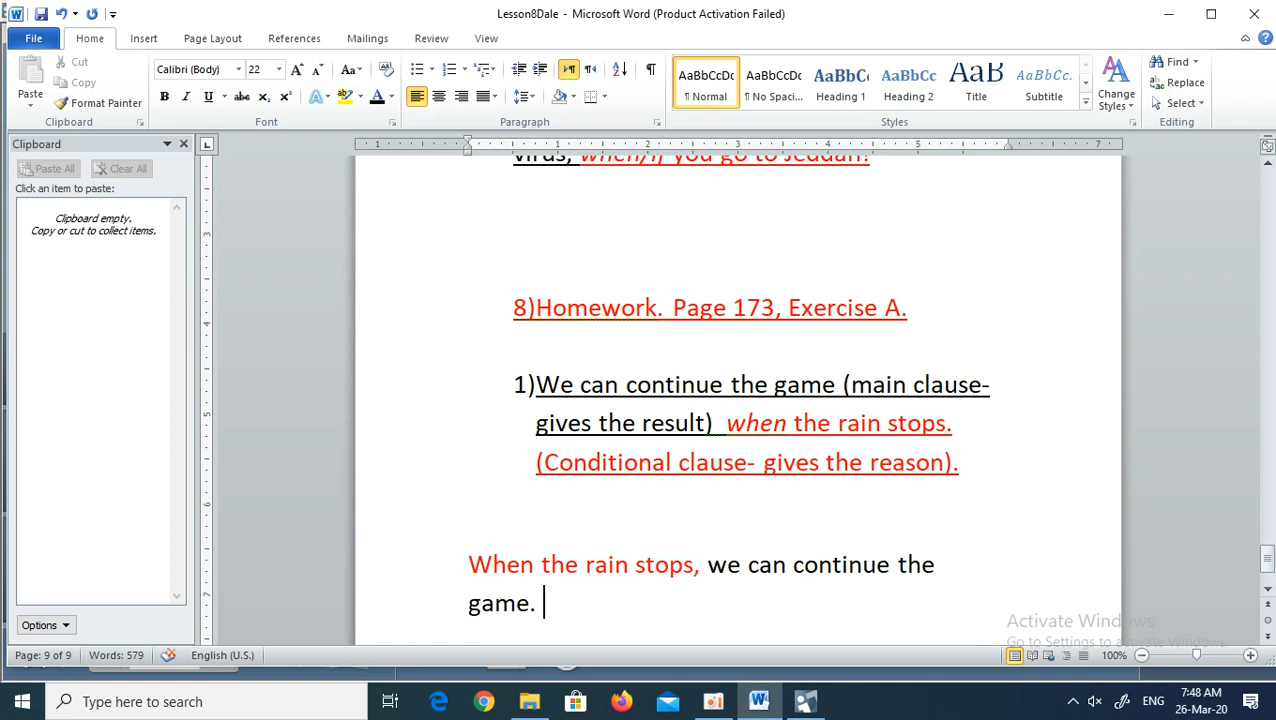 Lesson8Dale - Microsoft Word (Product Activation Failed)
File Home Insert Page Layout References Mailings Review View
Paste
Cut
Copy
Format Painter
Clipboard
Calibri (Body) 22
Font
Paragraph
AaBbCcDc AaBbCcDc AaBbCc AaBbCc AaB AaBbCc.
¶ Normal ¶ No Spaci... Heading 1 Heading 2 Title Subtitle
Styles
Change Styles
Find
Replace
Select
Editing
Clipboard
Paste All Clear All
Click an item to paste:
Clipboard empty.
Copy or cut to collect items.
Options
virus, when/if you go to Jeddah?
8)Homework. Page 173, Exercise A.
1)We can continue the game (main clause-
gives the result) when the rain stops.
(Conditional clause- gives the reason).
When the rain stops, we can continue the
game.
Activate Windows
Go to Settings to activate Windows.
Page: 9 of 9 Words: 579 English (U.S.) 100%
Type here to search
ENG
7:48 AM
26-Mar-20